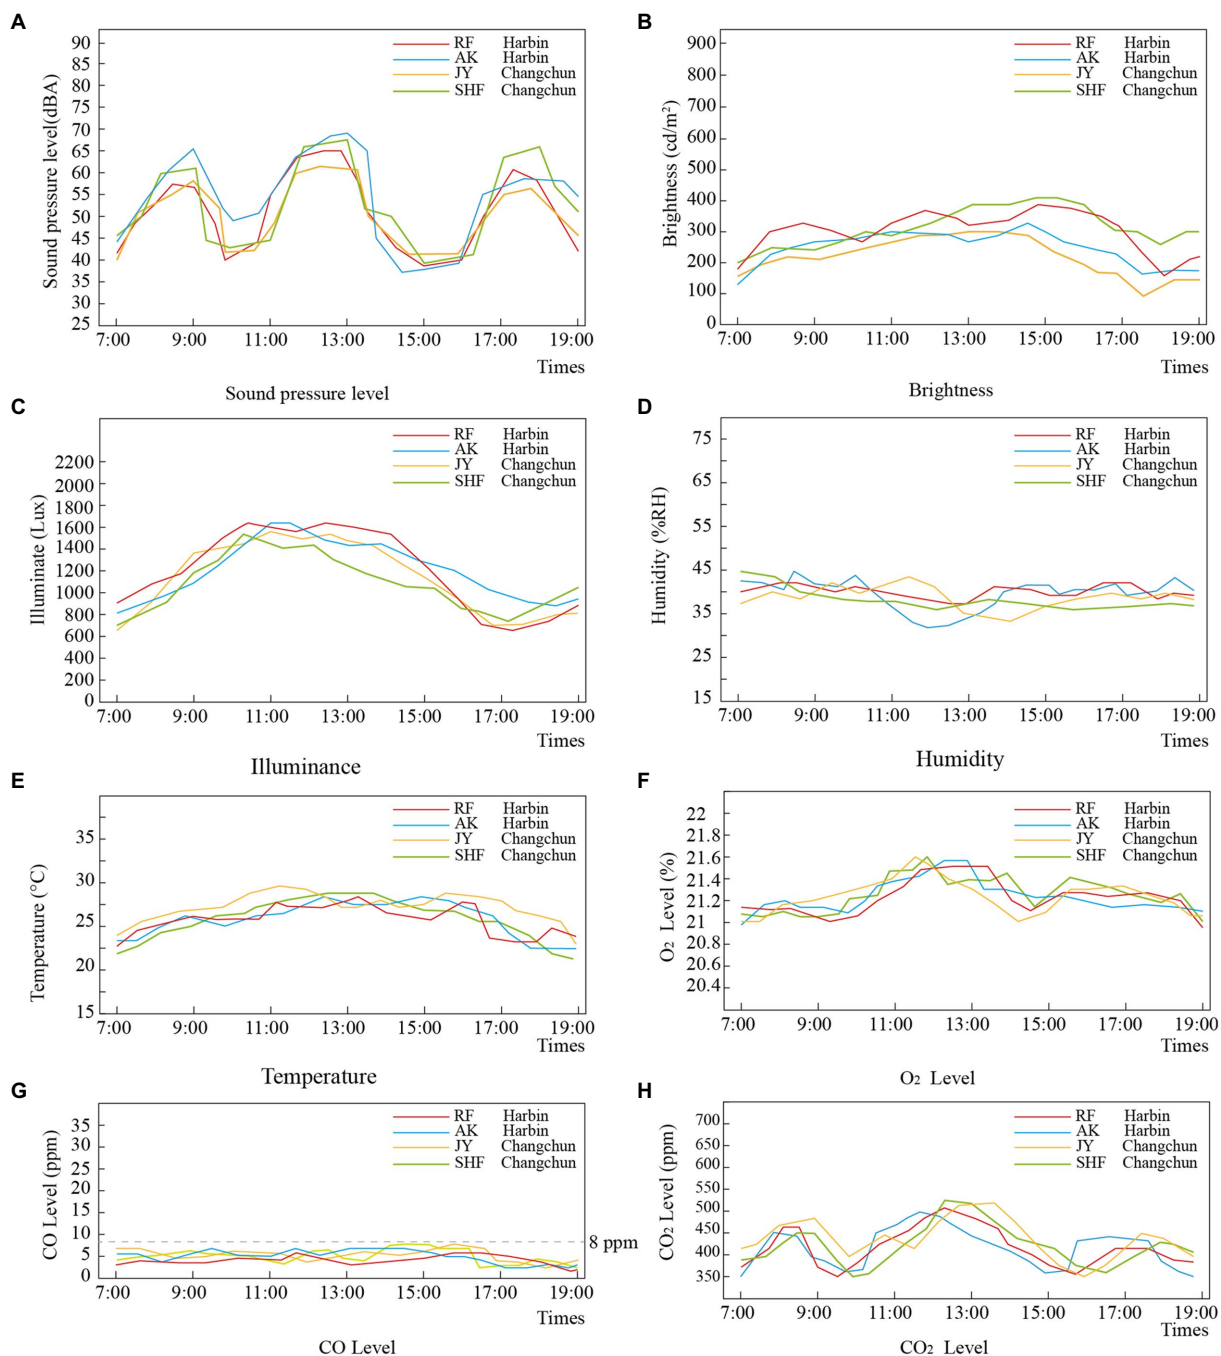 A
Sound pressure level(dBA)
90
85
80
75
70
65
60
55
50
45
40
35
30
25
RF Harbin
AK Harbin
JY Changchun
SHF Changchun
7:00 9:00 11:00 13:00 15:00 17:00 19:00
Times
Sound pressure level
B
Brightness (cd/m²)
900
800
700
600
500
400
300
200
100
0
RF Harbin
AK Harbin
JY Changchun
SHF Changchun
7:00 9:00 11:00 13:00 15:00 17:00 19:00
Times
Brightness
C
Illuminate (Lux)
2200
2000
1800
1600
1400
1200
1000
800
600
400
200
0
RF Harbin
AK Harbin
JY Changchun
SHF Changchun
7:00 9:00 11:00 13:00 15:00 17:00 19:00
Times
Illuminance
D
Humidity (%RH)
75
65
55
45
35
25
15
RF Harbin
AK Harbin
JY Changchun
SHF Changchun
7:00 9:00 11:00 13:00 15:00 17:00 19:00
Times
Humidity
E
Temperature (°C)
35
30
25
20
15
RF Harbin
AK Harbin
JY Changchun
SHF Changchun
7:00 9:00 11:00 13:00 15:00 17:00 19:00
Times
Temperature
F
O₂ Level (%)
22
21.6
21.4
21.2
21
20.8
20.6
20.4
RF Harbin
AK Harbin
JY Changchun
SHF Changchun
7:00 9:00 11:00 13:00 15:00 17:00 19:00
Times
O₂ Level
G
CO Level (ppm)
35
30
25
20
15
10
5
0
RF Harbin
AK Harbin
JY Changchun
SHF Changchun
8 ppm
7:00 9:00 11:00 13:00 15:00 17:00 19:00
Times
CO Level
H
CO₂ Level (ppm)
700
650
600
550
500
450
400
350
RF Harbin
AK Harbin
JY Changchun
SHF Changchun
7:00 9:00 11:00 13:00 15:00 17:00 19:00
Times
CO₂ Level